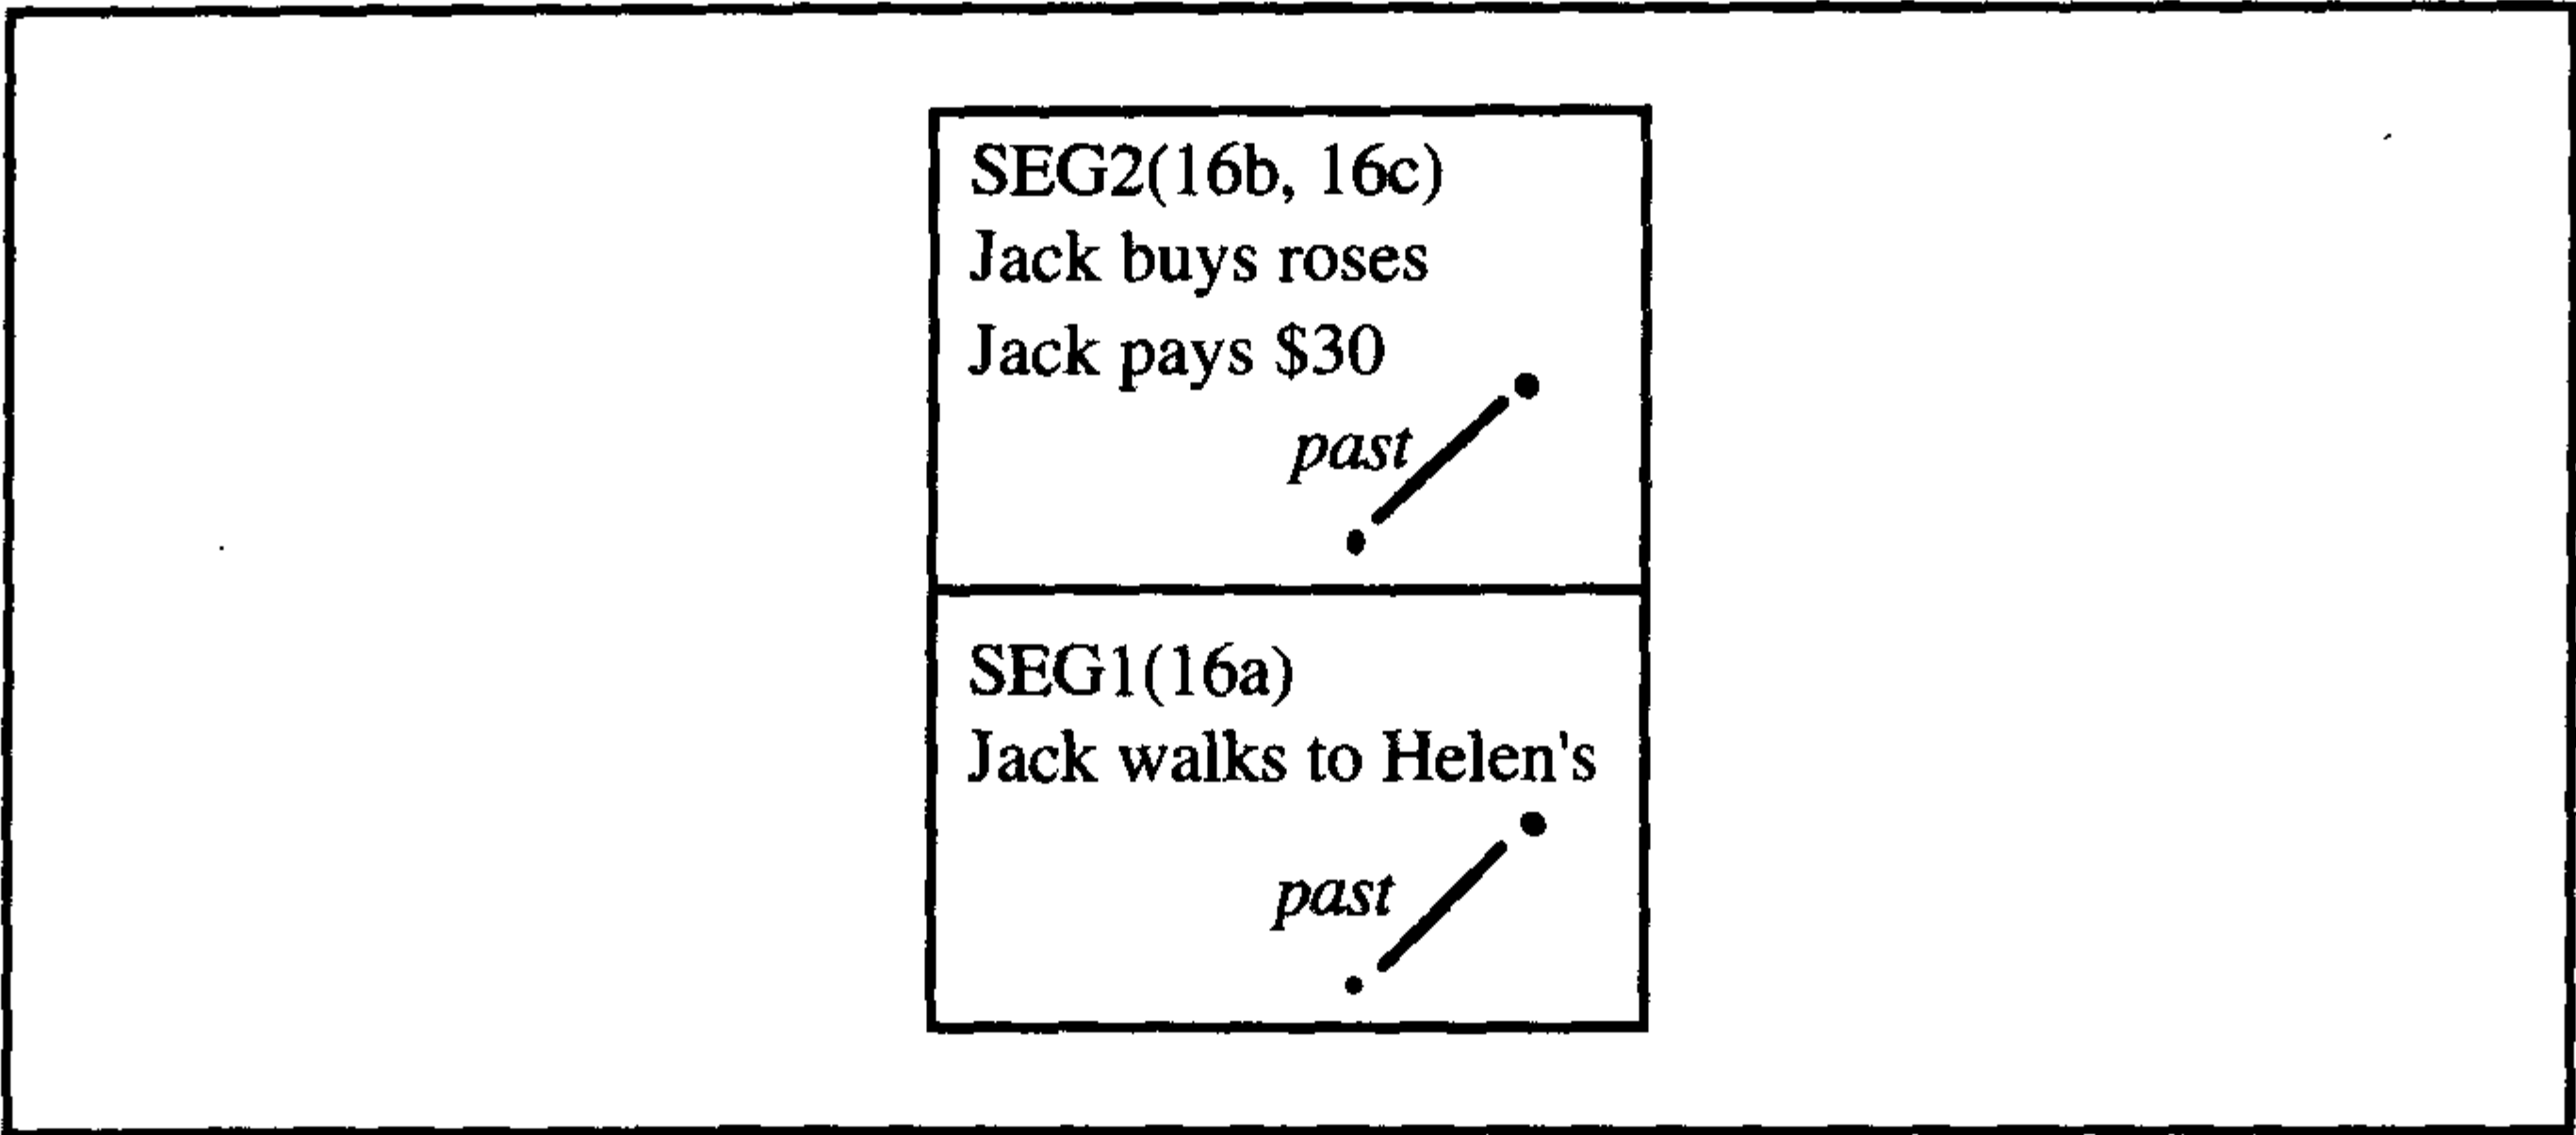 SEG2(16b, 16c)
Jack buys roses
Jack pays $30
past
SEG1(16a)
Jack walks to Helen's
past